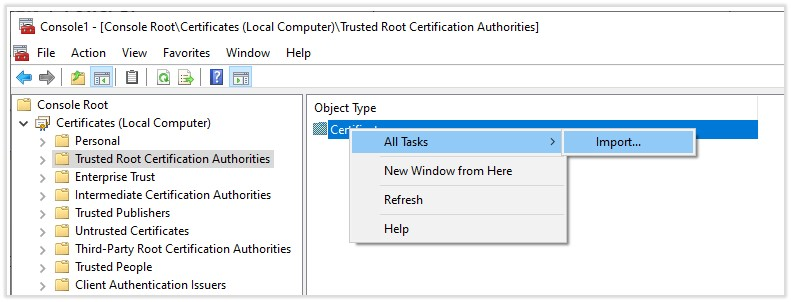 Console1 - [Console Root\Certificates (Local Computer)\Trusted Root Certification Authorities]
File Action View Favorites Window Help
Console Root
Certificates (Local Computer)
Personal
Trusted Root Certification Authorities
Enterprise Trust
Intermediate Certification Authorities
Trusted Publishers
Untrusted Certificates
Third-Party Root Certification Authorities
Trusted People
Client Authentication Issuers
Object Type
All Tasks
Import...
New Window from Here
Refresh
Help